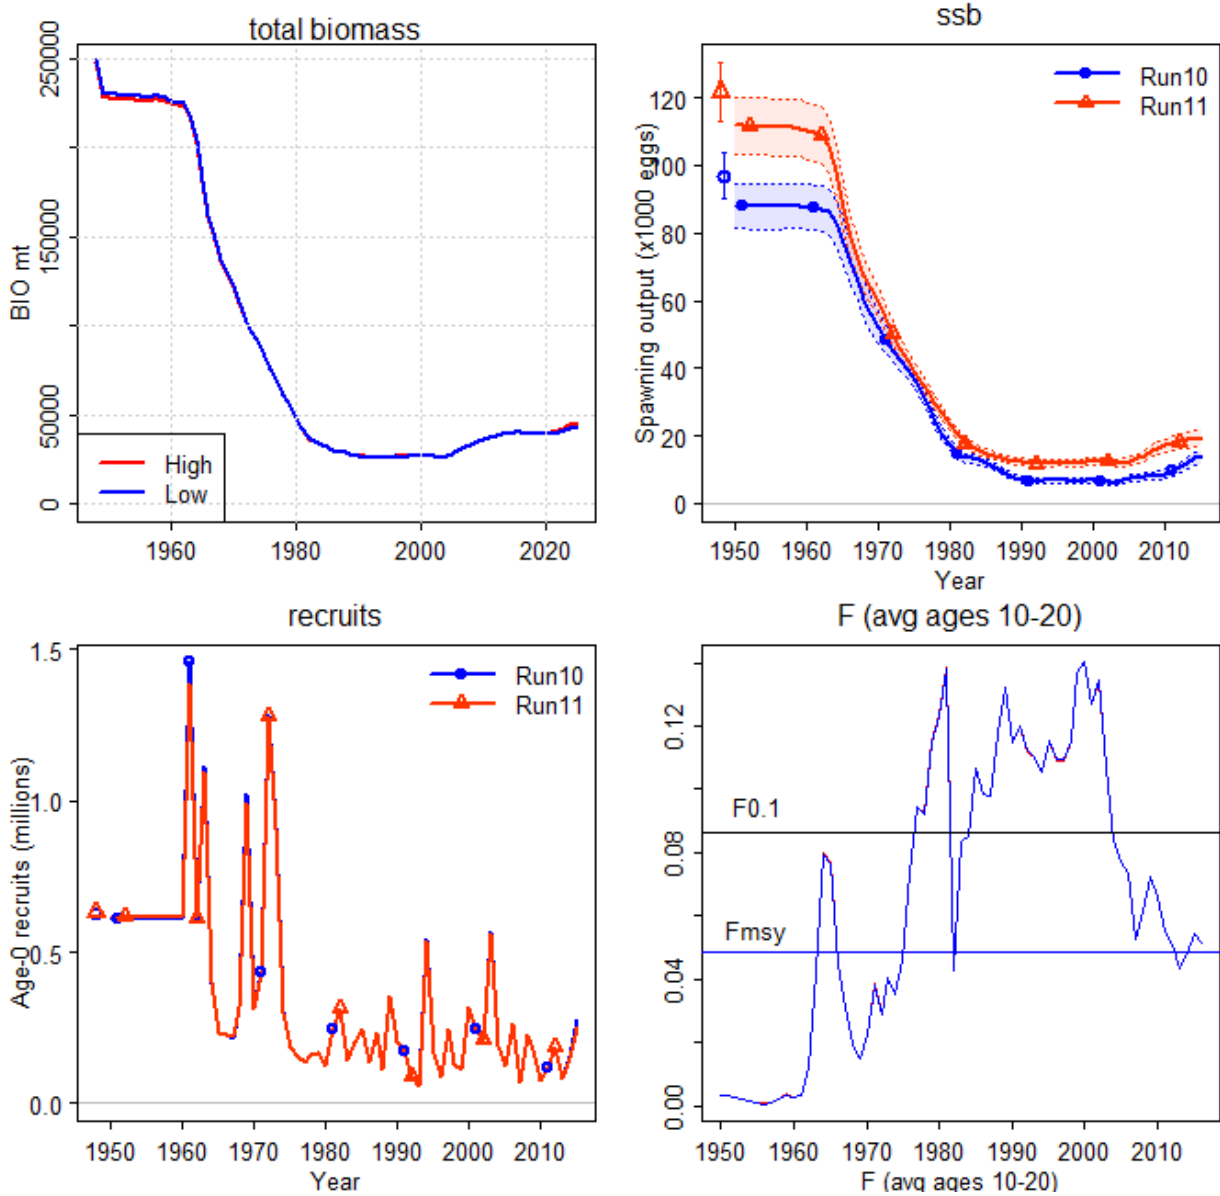 total biomass
BIO mt
250000
150000
50000
0
High
Low
1960 1980 2000 2020
ssb
Spawning output (x1000 eggs)
120
100
80
60
40
20
0
Run10
Run11
1950 1960 1970 1980 1990 2000 2010
Year
recruits
Age-0 recruits (millions)
1.5
1.0
0.5
0.0
Run10
Run11
1950 1960 1970 1980 1990 2000 2010
Year
F (avg ages 10-20)
0.12
0.08
0.04
0.00
F0.1
Fmsy
1950 1960 1970 1980 1990 2000 2010
F (avg ages 10-20)